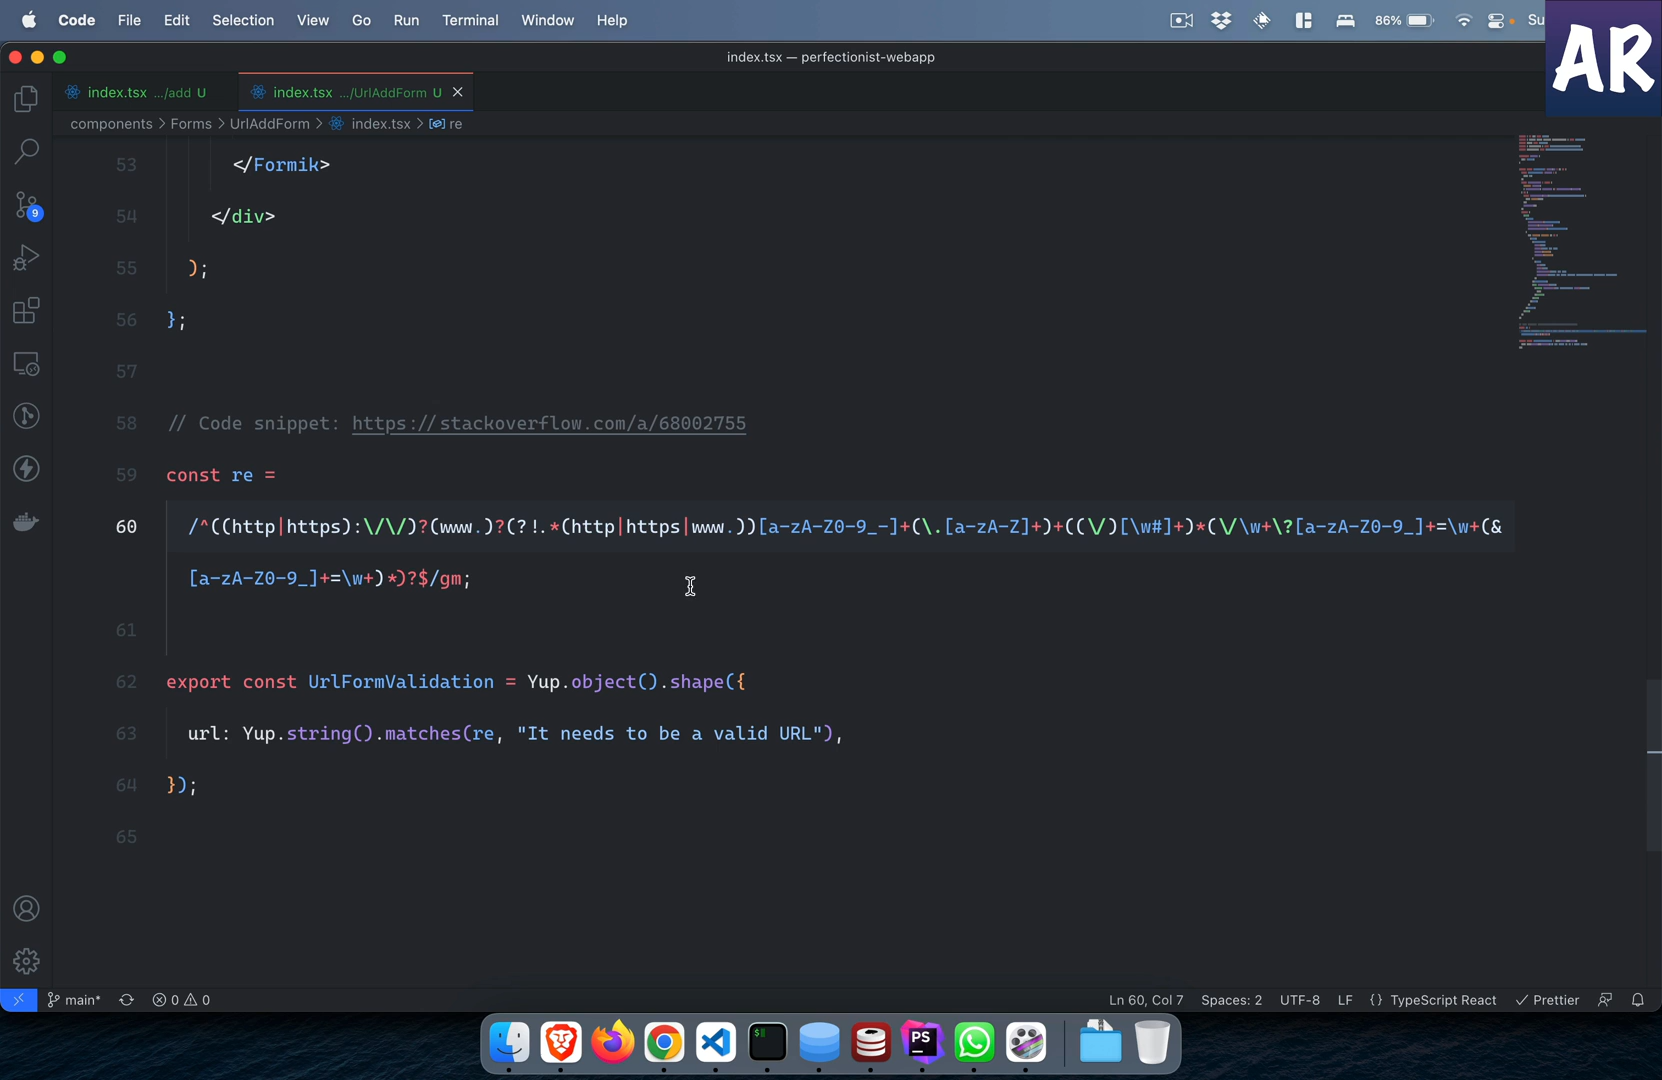 Code File Edit Selection View Go Run Terminal Window Help 86% Su
AR
index.tsx — perfectionist-webapp
index.tsx .../add U index.tsx .../UrlAddForm U
components > Forms > UrlAddForm > index.tsx > re
53 </Formik>
54 </div>
55 );
56 };
57
58 // Code snippet: https://stackoverflow.com/a/68002755
59 const re =
60 /^((http|https):\/\/)?(www.)?(?!.*(http|https|www.))[a-zA-Z0-9_-]+(\.[a-zA-Z]+)+((\/)[\w#]+)*(\/\w+\?[a-zA-Z0-9_]+=\w+(&
[a-zA-Z0-9_]+=\w+)*)?$/gm;
61
62 export const UrlFormValidation = Yup.object().shape({
63 url: Yup.string().matches(re, "It needs to be a valid URL"),
64 });
65
9
main* 0 0 Ln 60, Col 7 Spaces: 2 UTF-8 LF {} TypeScript React Prettier
$
PS